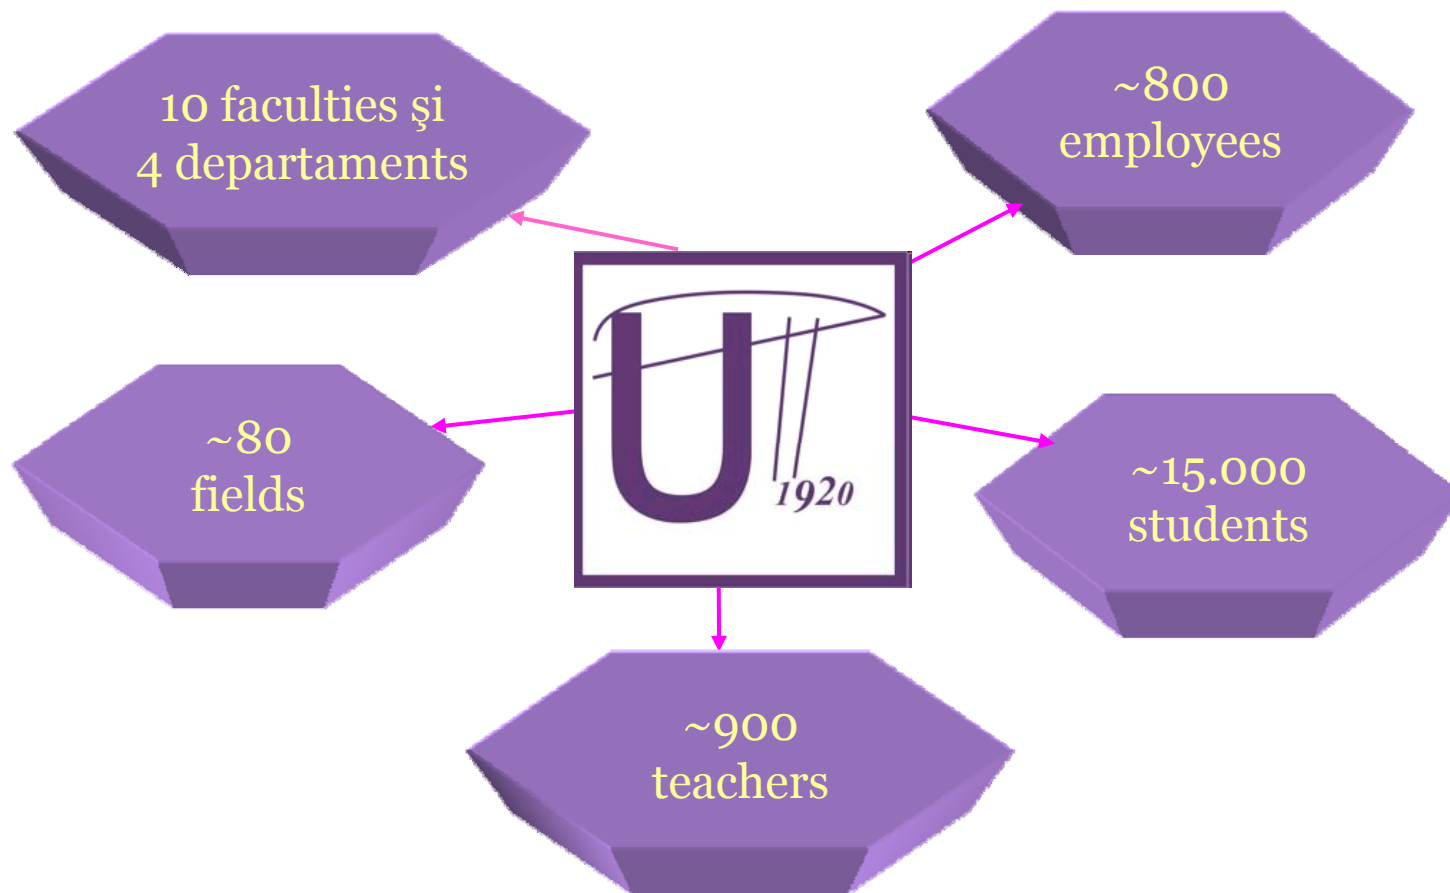 10 faculties şi
4 departaments
~800
employees
U
1920
~80
fields
~15.000
students
~900
teachers